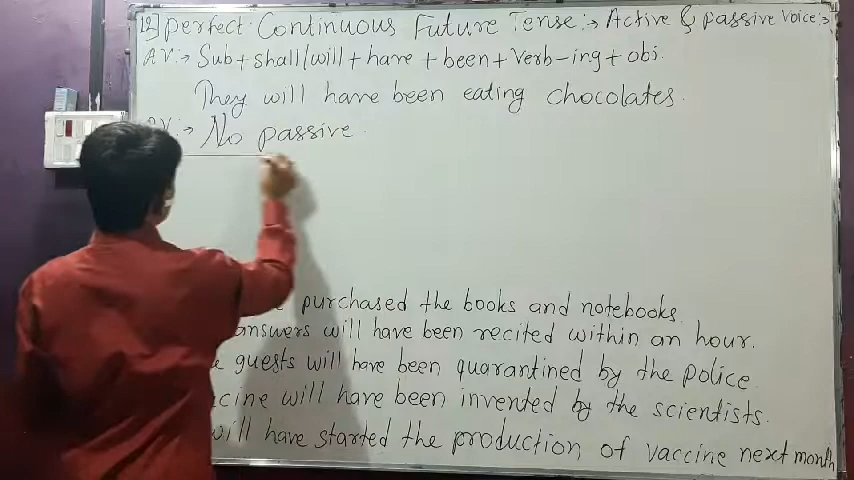 12] Perfect Continuous Future Tense:→ Active & Passive Voice:→
A.V.:→ Sub + shall/will + have + been + Verb-ing + obj.
They will have been eating chocolates.
P.V.:→ No passive.
purchased the books and notebooks.
answers will have been recited within an hour.
guests will have been quarantined by the police.
will have been invented by the scientists.
will have started the production of vaccine next month